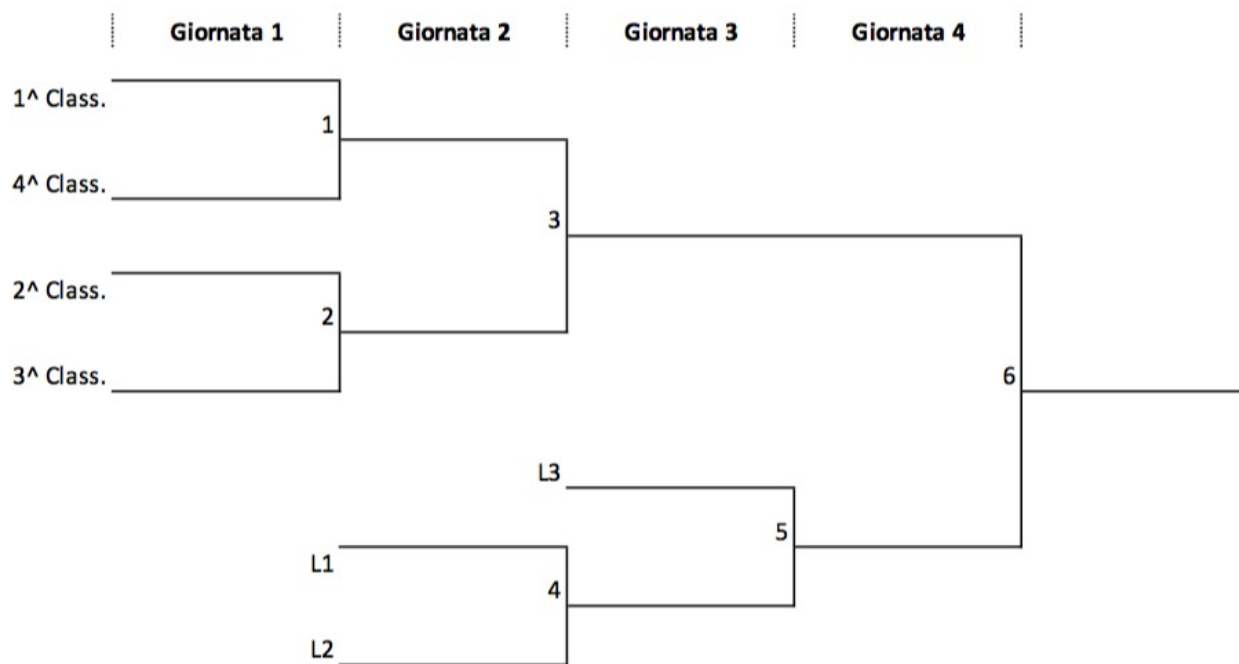 Giornata 1 Giornata 2 Giornata 3 Giornata 4
1^ Class.
1
4^ Class.
3
2^ Class.
2
3^ Class.
6
L3
5
L1
4
L2